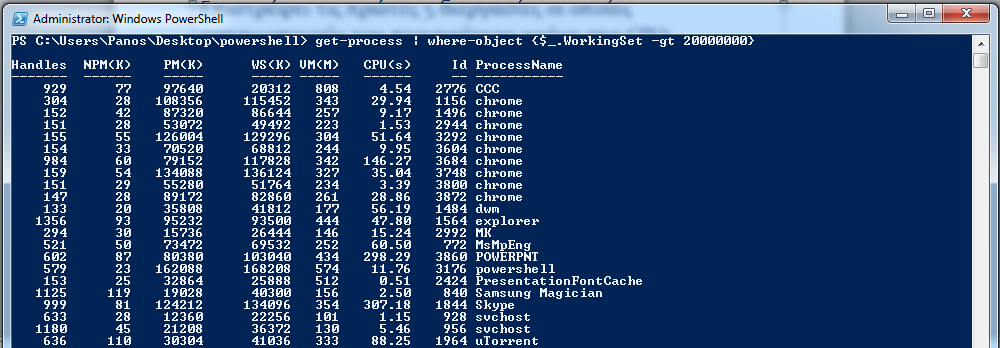 Administrator: Windows PowerShell
PS C:\Users\Panos\Desktop\powershell> get-process | where-object {$_.WorkingSet -gt 20000000}
Handles  NPM(K)    PM(K)      WS(K) VM(M)   CPU(s)     Id ProcessName
-------  ------    -----      ----- -----   ------     -- -----------
    929      77    97640      20312   808     4.54   2776 CCC
    304      28   108356     115452   343    29.94   1156 chrome
    152      42    87320      86644   257     9.17   1496 chrome
    151      28    53072      49492   223     1.53   2944 chrome
    155      55   126004     129296   304    51.64   3292 chrome
    154      33    70520      68812   244     9.95   3604 chrome
    984      60    79152     117828   342   146.27   3684 chrome
    159      54   134088     136124   327    35.04   3748 chrome
    151      29    55280      51764   234     3.39   3800 chrome
    147      28    89172      82860   261    28.86   3872 chrome
    133      20    35808      41812   177    56.19   1484 dwm
   1356      93    95232      93500   444    47.80   1564 explorer
    294      30    15736      26444   146    15.24   2992 MK
    521      50    73472      69532   252    60.50    772 MsMpEng
    602      87    80380     103040   434   298.29   3860 POWERPNT
    579      23   162088     168208   574    11.76   3176 powershell
    153      25    32864      25888   512     0.51   2424 PresentationFontCache
   1125     119    19028      40300   156     2.50    840 Samsung Magician
    999      81   124212     134096   354   307.18   1844 Skype
    633      28    12360      22256   101     1.15    928 svchost
   1180      45    21208      36372   130     5.46    956 svchost
    636     110    30304      41036   333    88.25   1964 uTorrent